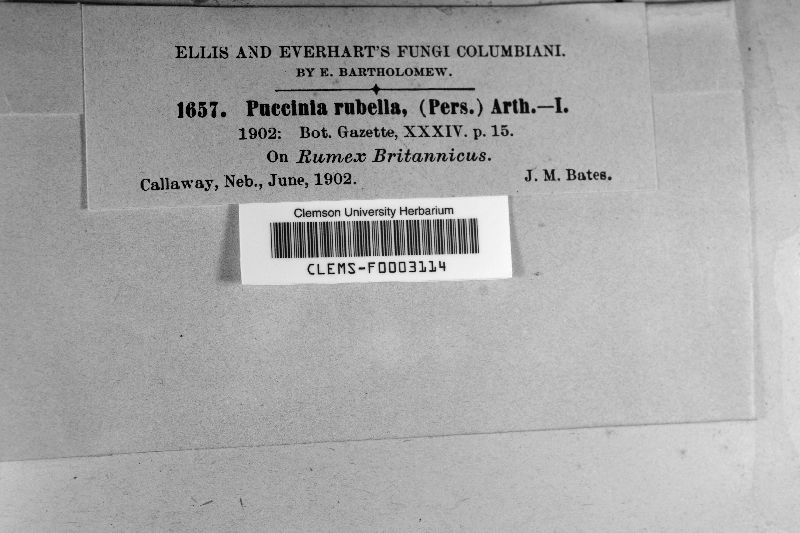 ELLIS AND EVERHART'S FUNGI COLUMBIANI.
BY E. BARTHOLOMEW.
1657. Puccinia rubella, (Pers.) Arth.—I.
1902: Bot. Gazette, XXXIV. p. 15.
On Rumex Britannicus.
Callaway, Neb., June, 1902. J. M. Bates.
Clemson University Herbarium
CLEMS-F0003114